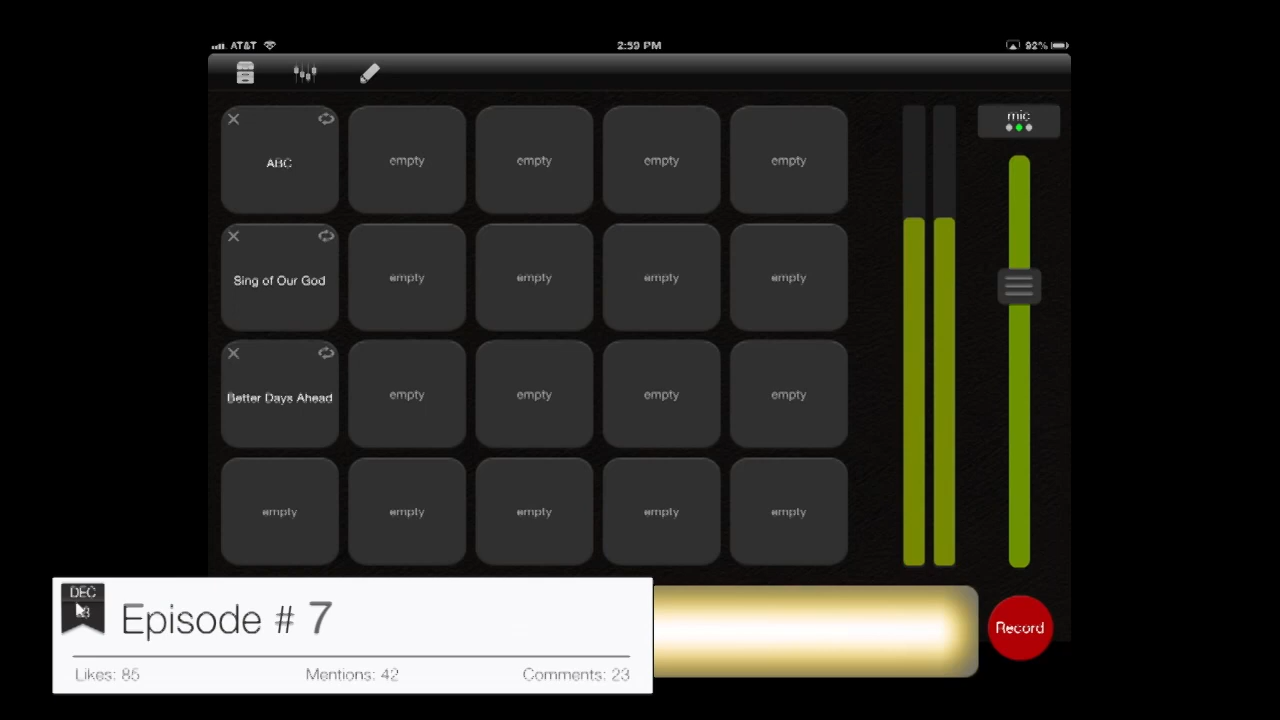 AT&T 2:59 PM 92%
mic
ABC empty empty empty empty
Sing of Our God empty empty empty empty
Better Days Ahead empty empty empty empty
empty empty empty empty empty
DEC
Episode # 7
Record
Likes: 85 Mentions: 42 Comments: 23